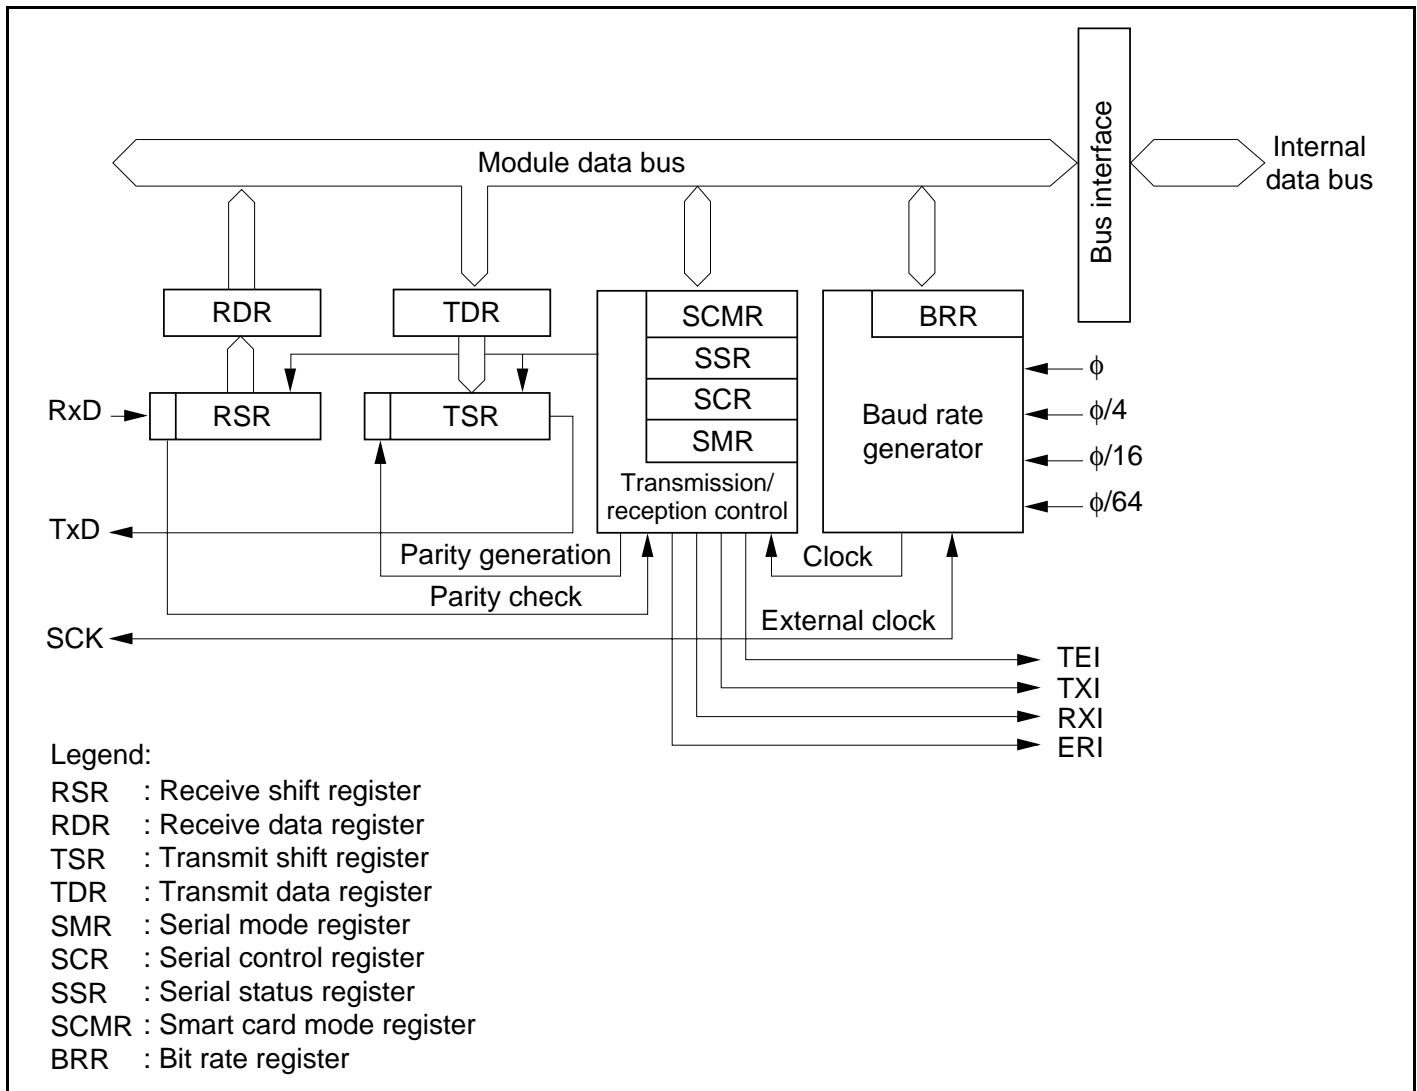 Bus interface
Internal
data bus
Module data bus
RDR
TDR
SCMR
BRR
SSR
SCR
SMR
RxD
RSR
TSR
Baud rate
generator
ϕ
ϕ/4
ϕ/16
ϕ/64
Transmission/
reception control
TxD
Parity generation
Clock
Parity check
External clock
SCK
TEI
TXI
RXI
ERI
Legend:
RSR : Receive shift register
RDR : Receive data register
TSR : Transmit shift register
TDR : Transmit data register
SMR : Serial mode register
SCR : Serial control register
SSR : Serial status register
SCMR : Smart card mode register
BRR : Bit rate register